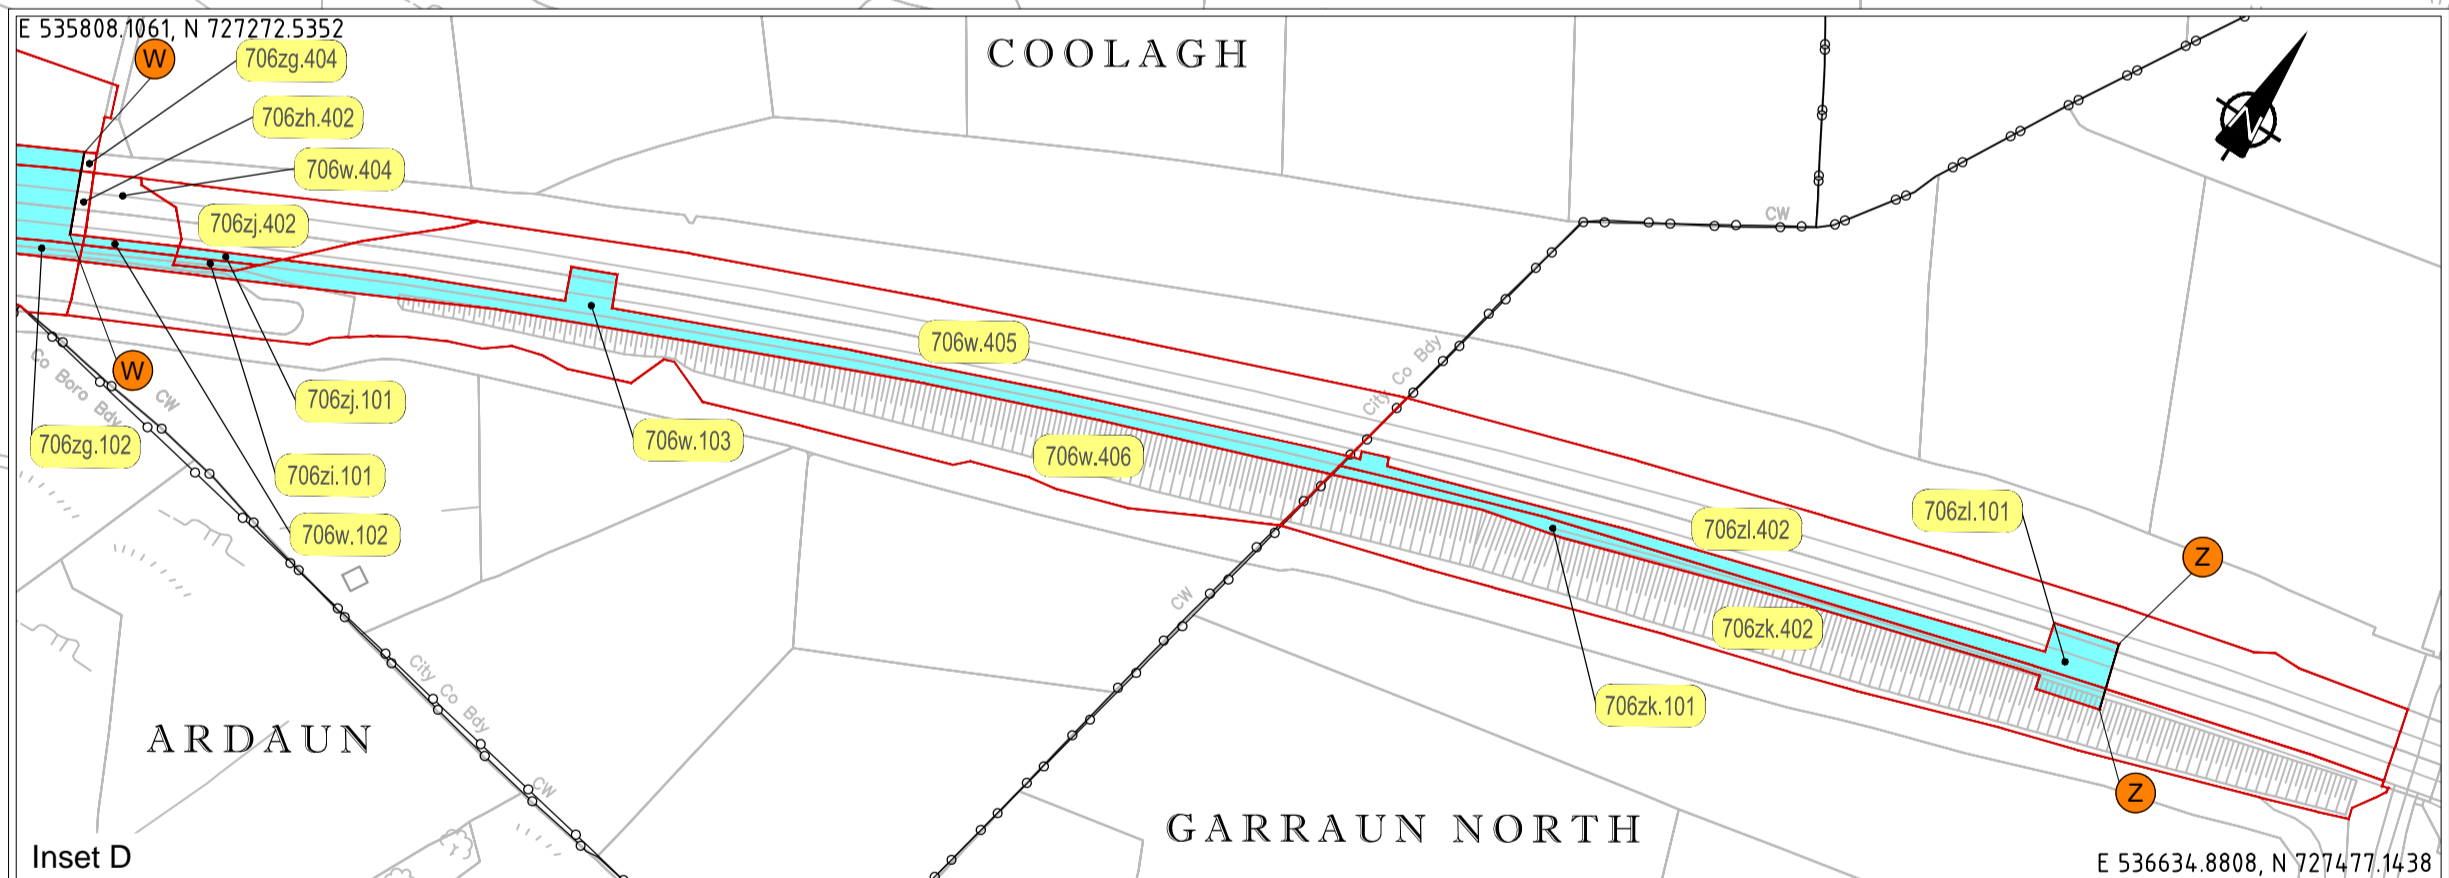 E 535808.1061, N 727272.5352
W
706zg.404
COOLAGH
N
706zh.402
706w.404
706zj.402
CW
706w.405
City Co Bdy
W
Co Boro Bdy
CW
706zj.101
706zg.102
706w.103
706w.406
706zi.101
706w.102
706zl.101
706zl.402
Z
CW
706zk.402
City Co Bdy
706zk.101
ARDAUN
CW
Z
GARRAUN NORTH
Inset D
E 536634.8808, N 727477.1438